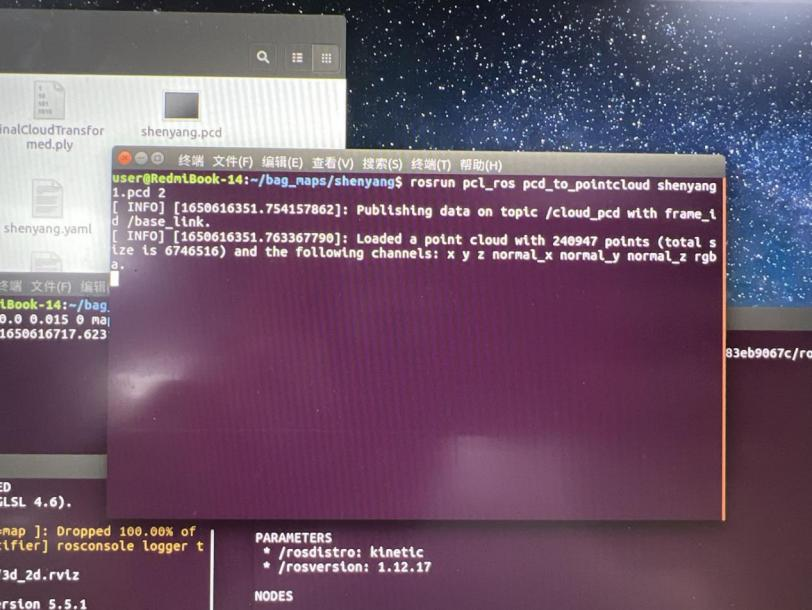 inalCloudTransfor
med.ply
shenyang.pcd
shenyang.yaml
终端 文件(F) 编辑(E) 查看(V) 搜索(S) 终端(T) 帮助(H)
user@RedmiBook-14:~/bag_maps/shenyang$ rosrun pcl_ros pcd_to_pointcloud shenyang
1.pcd 2
[ INFO] [1650616351.754157862]: Publishing data on topic /cloud_pcd with frame_i
d /base_link.
[ INFO] [1650616351.763367790]: Loaded a point cloud with 240947 points (total s
ize is 6746516) and the following channels: x y z normal_x normal_y normal_z rgb
a.
终端 文件(F) 编辑
iBook-14:~/bag
0.0 0.015 0 ma
1650616717.623
83eb9067c/ro
ED
GLSL 4.6).
map ]: Dropped 100.00% of
ifier] rosconsole logger t
3d_2d.rviz
ersion 5.5.1
PARAMETERS
* /rosdistro: kinetic
* /rosversion: 1.12.17
NODES